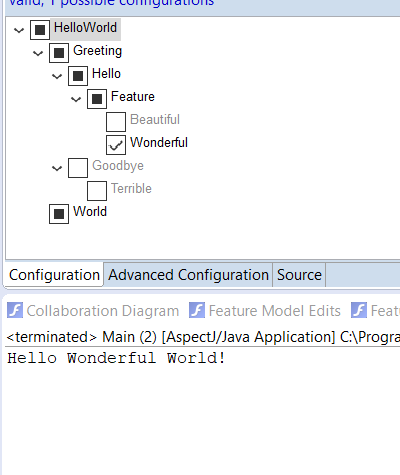 valid, 1 possible configurations
HelloWorld
Greeting
Hello
Feature
Beautiful
Wonderful
Goodbye
Terrible
World
Configuration Advanced Configuration Source
Collaboration Diagram Feature Model Edits Feat
<terminated> Main (2) [AspectJ/Java Application] C:\Progra
Hello Wonderful World!